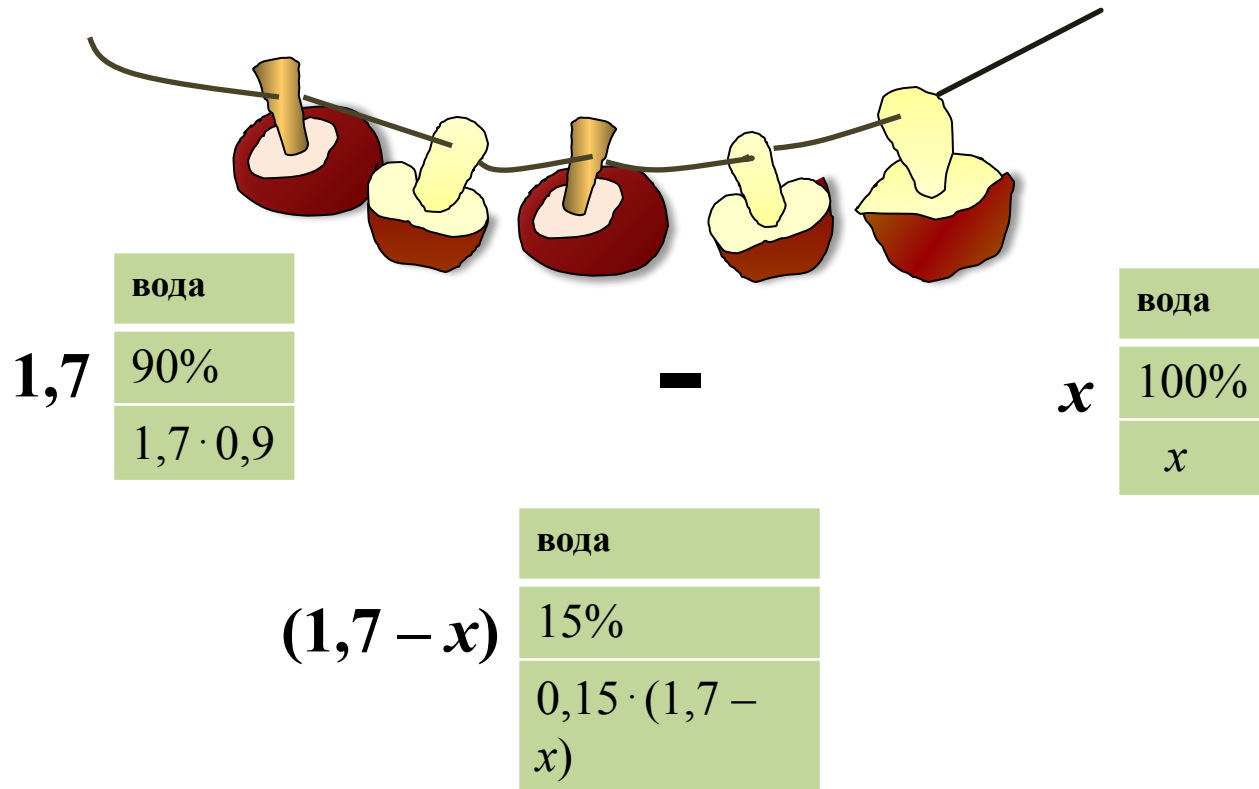 вода
1,7 90%
1,7 · 0,9
–
вода
x 100%
x
вода
(1,7 – x) 15%
0,15 · (1,7 –
x)